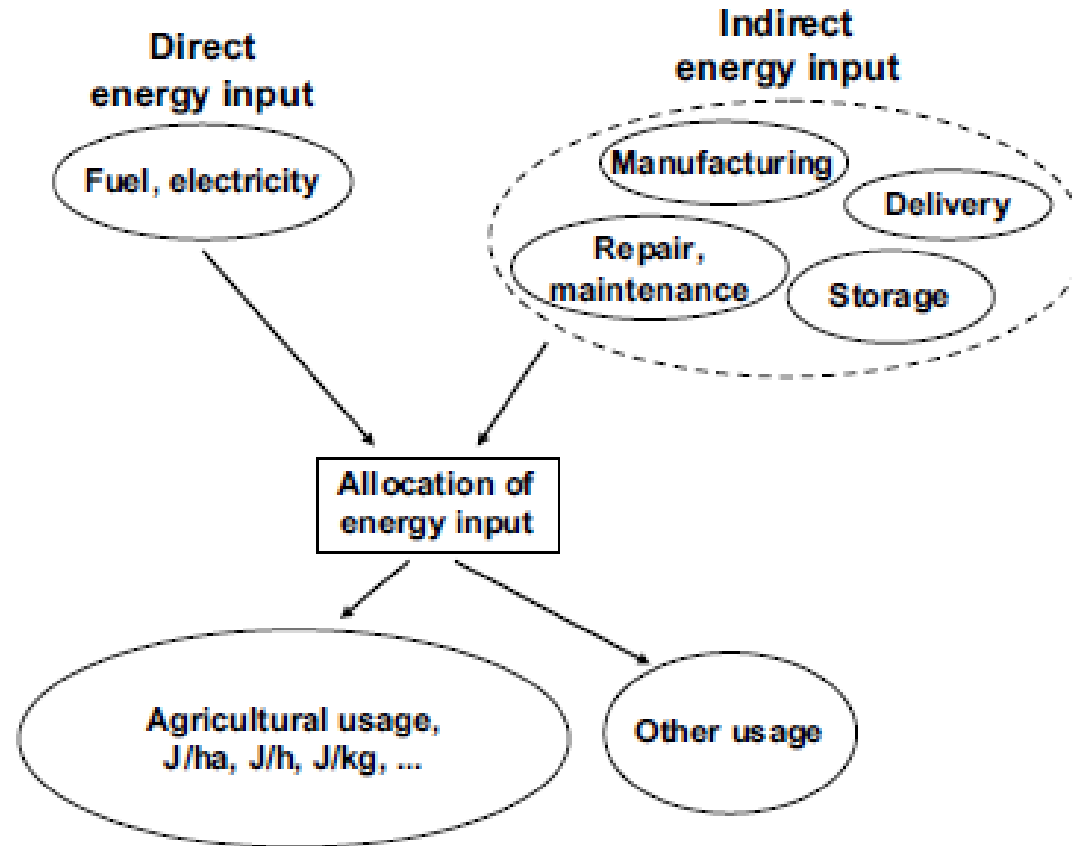 Direct
energy input
Fuel, electricity
Indirect
energy input
Manufacturing
Delivery
Repair,
maintenance
Storage
Allocation of
energy input
Agricultural usage,
J/ha, J/h, J/kg, ...
Other usage